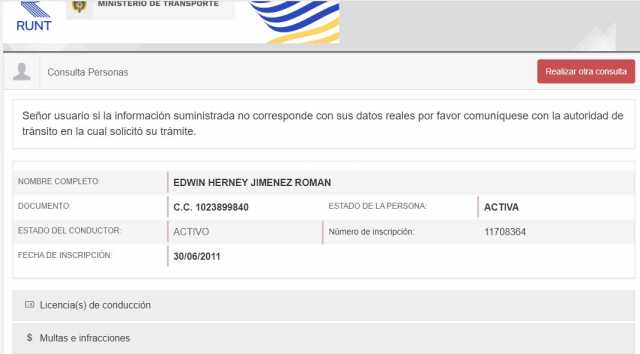 MINISTERIO DE TRANSPORTE
RUNT
Consulta Personas
Realizar otra consulta
Señor usuario si la información suministrada no corresponde con sus datos reales por favor comuníquese con la autoridad de
tránsito en la cual solicitó su trámite.
NOMBRE COMPLETO: EDWIN HERNEY JIMENEZ ROMAN
DOCUMENTO: C.C. 1023899840 ESTADO DE LA PERSONA: ACTIVA
ESTADO DEL CONDUCTOR: ACTIVO Número de inscripción: 11708364
FECHA DE INSCRIPCIÓN: 30/06/2011
Licencia(s) de conducción
$ Multas e infracciones